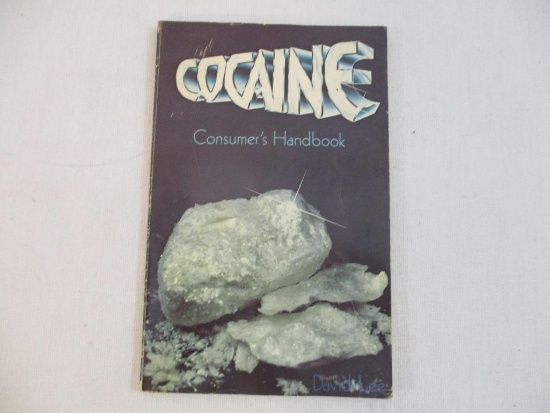 COCAINE
Consumer's Handbook
David Lee